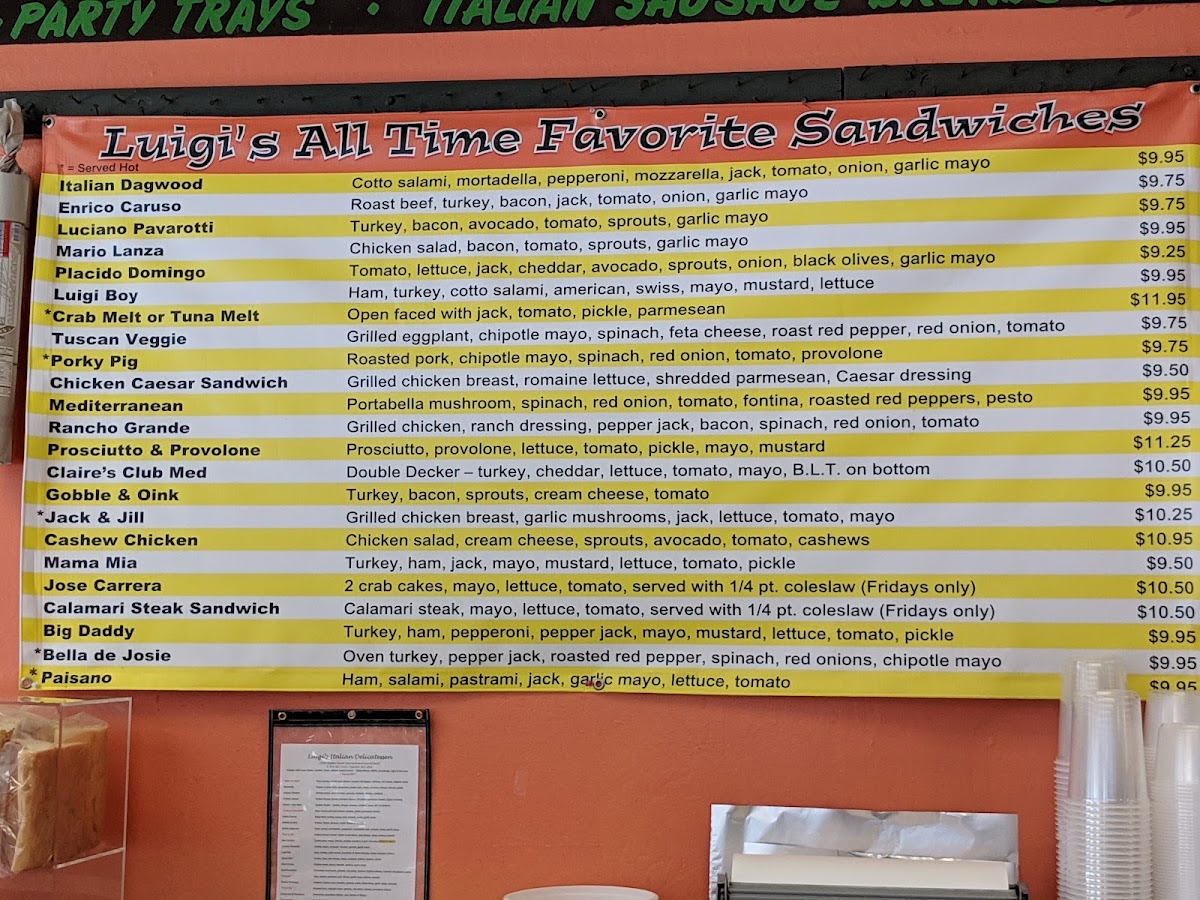 PARTY TRAYS • ITALIAN SAUSAGE
Luigi's All Time Favorite Sandwiches
* = Served Hot
Italian Dagwood Cotto salami, mortadella, pepperoni, mozzarella, jack, tomato, onion, garlic mayo $9.95
Enrico Caruso Roast beef, turkey, bacon, jack, tomato, onion, garlic mayo $9.75
Luciano Pavarotti Turkey, bacon, avocado, tomato, sprouts, garlic mayo $9.75
Mario Lanza Chicken salad, bacon, tomato, sprouts, garlic mayo $9.95
Placido Domingo Tomato, lettuce, jack, cheddar, avocado, sprouts, onion, black olives, garlic mayo $9.25
Luigi Boy Ham, turkey, cotto salami, american, swiss, mayo, mustard, lettuce $9.95
*Crab Melt or Tuna Melt Open faced with jack, tomato, pickle, parmesean $11.95
Tuscan Veggie Grilled eggplant, chipotle mayo, spinach, feta cheese, roast red pepper, red onion, tomato $9.75
*Porky Pig Roasted pork, chipotle mayo, spinach, red onion, tomato, provolone $9.75
Chicken Caesar Sandwich Grilled chicken breast, romaine lettuce, shredded parmesean, Caesar dressing $9.50
Mediterranean Portabella mushroom, spinach, red onion, tomato, fontina, roasted red peppers, pesto $9.95
Rancho Grande Grilled chicken, ranch dressing, pepper jack, bacon, spinach, red onion, tomato $9.95
Prosciutto & Provolone Prosciutto, provolone, lettuce, tomato, pickle, mayo, mustard $11.25
Claire's Club Med Double Decker – turkey, cheddar, lettuce, tomato, mayo, B.L.T. on bottom $10.50
Gobble & Oink Turkey, bacon, sprouts, cream cheese, tomato $9.95
*Jack & Jill Grilled chicken breast, garlic mushrooms, jack, lettuce, tomato, mayo $10.25
Cashew Chicken Chicken salad, cream cheese, sprouts, avocado, tomato, cashews $10.95
Mama Mia Turkey, ham, jack, mayo, mustard, lettuce, tomato, pickle $9.50
Jose Carrera 2 crab cakes, mayo, lettuce, tomato, served with 1/4 pt. coleslaw (Fridays only) $10.50
Calamari Steak Sandwich Calamari steak, mayo, lettuce, tomato, served with 1/4 pt. coleslaw (Fridays only) $10.50
Big Daddy Turkey, ham, pepperoni, pepper jack, mayo, mustard, lettuce, tomato, pickle $9.95
*Bella de Josie Oven turkey, pepper jack, roasted red pepper, spinach, red onions, chipotle mayo $9.95
*Paisano Ham, salami, pastrami, jack, garlic mayo, lettuce, tomato $9.95
Luigi's Italian Delicatessen